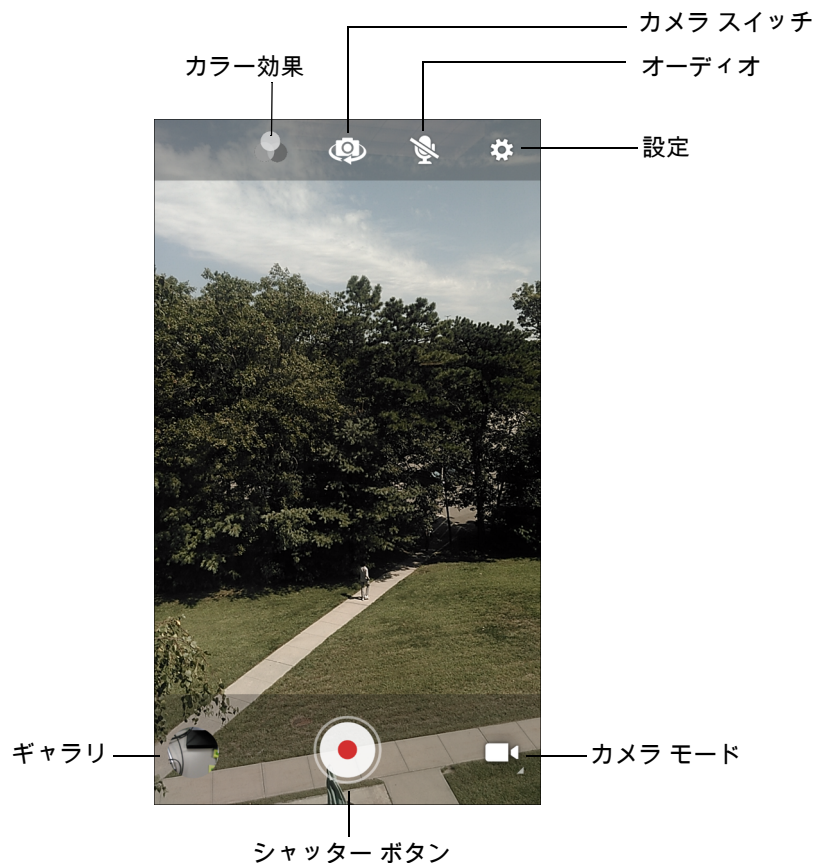 カメラ スイッチ
カラー効果
オーディオ
設定
ギャラリ
カメラ モード
シャッター ボタン